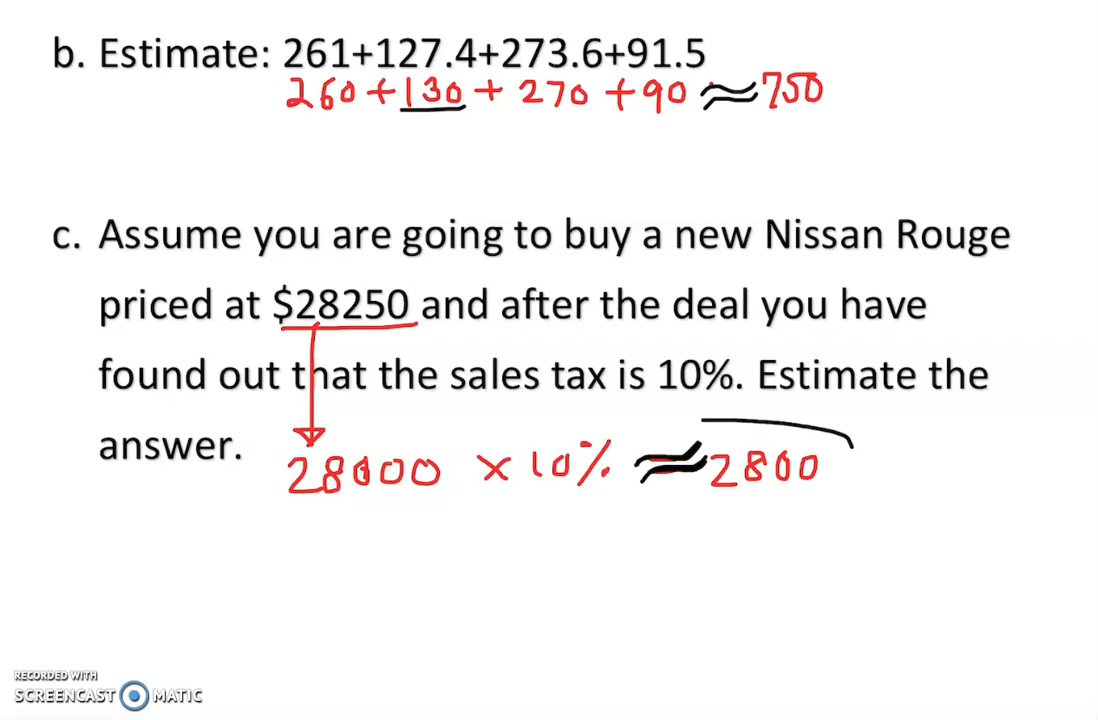 b. Estimate: 261+127.4+273.6+91.5
260 + 130 + 270 + 90 ≈ 750
c. Assume you are going to buy a new Nissan Rouge
priced at $28250 and after the deal you have
found out that the sales tax is 10%. Estimate the
answer.
28000 × 10% ≈ 2800
RECORDED WITH
SCREENCAST MATIC